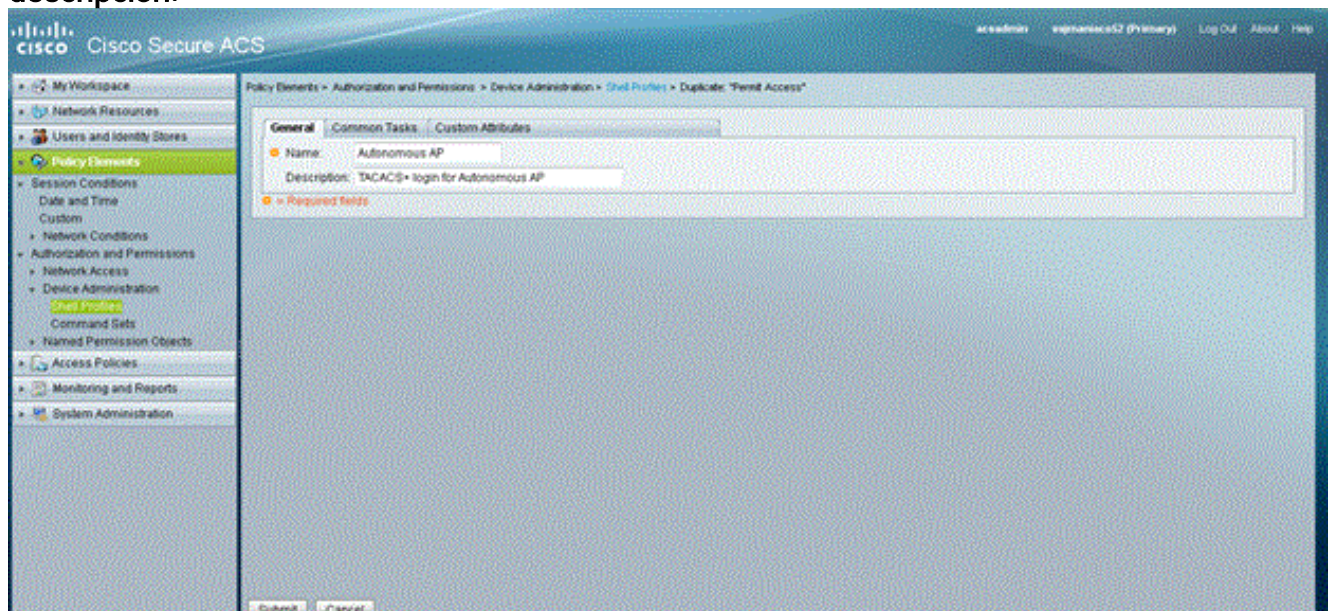 descripción.
cisco Cisco Secure ACS
acsadmin (Primary) Log Out About Help
My Workspace
Network Resources
Users and Identity Stores
Policy Elements
Session Conditions
Date and Time
Custom
Network Conditions
Authorization and Permissions
Network Access
Device Administration
Shell Profiles
Command Sets
Named Permission Objects
Access Policies
Monitoring and Reports
System Administration
Policy Elements > Authorization and Permissions > Device Administration > Shell Profiles > Duplicate: "Permit Access"
General Common Tasks Custom Attributes
Name: Autonomous AP
Description: TACACS+ login for Autonomous AP
= Required fields
Submit Cancel